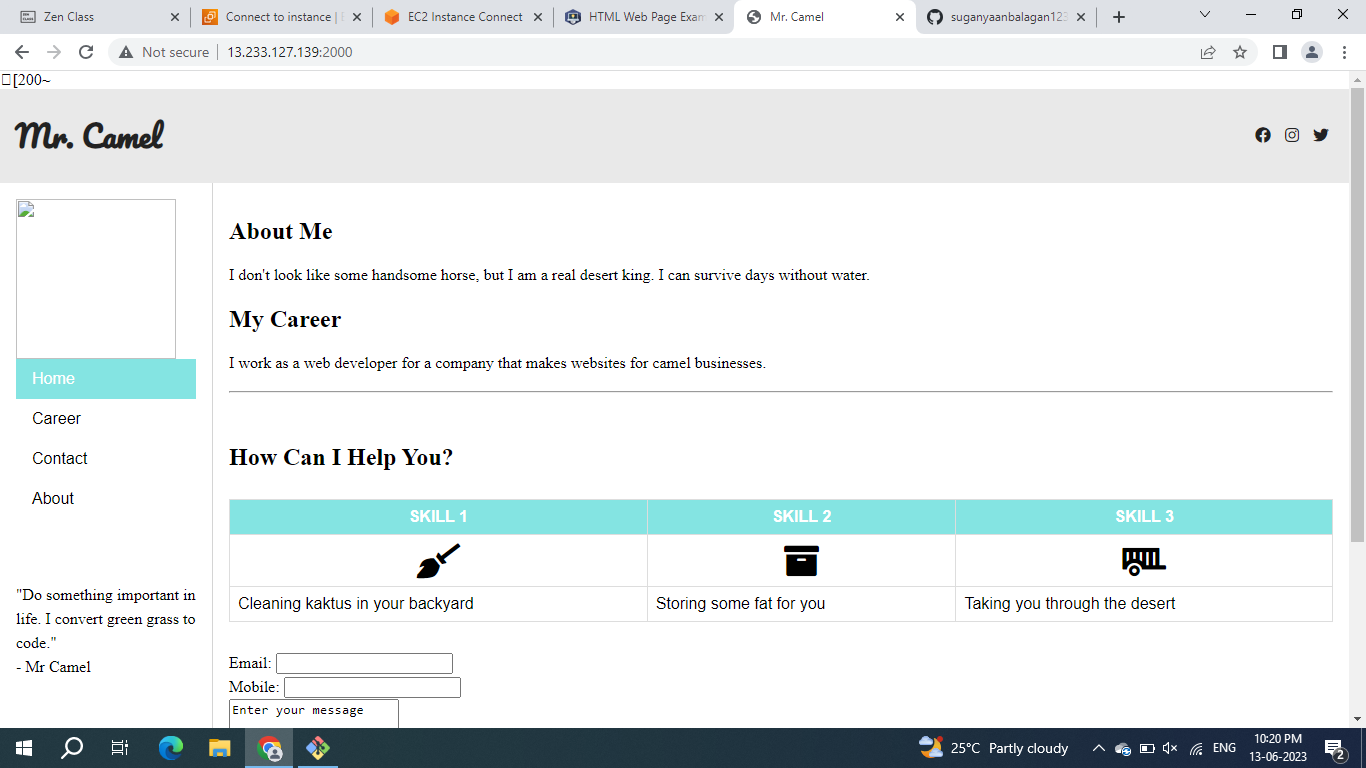 Zen Class
Connect to instance | E
EC2 Instance Connect
HTML Web Page Exam
Mr. Camel
suganyaanbalagan123
Not secure | 13.233.127.139:2000
[200~
Mr. Camel
About Me
I don't look like some handsome horse, but I am a real desert king. I can survive days without water.
My Career
I work as a web developer for a company that makes websites for camel businesses.
Home
Career
Contact
About
"Do something important in
life. I convert green grass to
code."
- Mr Camel
How Can I Help You?
SKILL 1 SKILL 2 SKILL 3
Cleaning kaktus in your backyard Storing some fat for you Taking you through the desert
Email:
Mobile:
Enter your message
25°C Partly cloudy
ENG
10:20 PM
13-06-2023
2